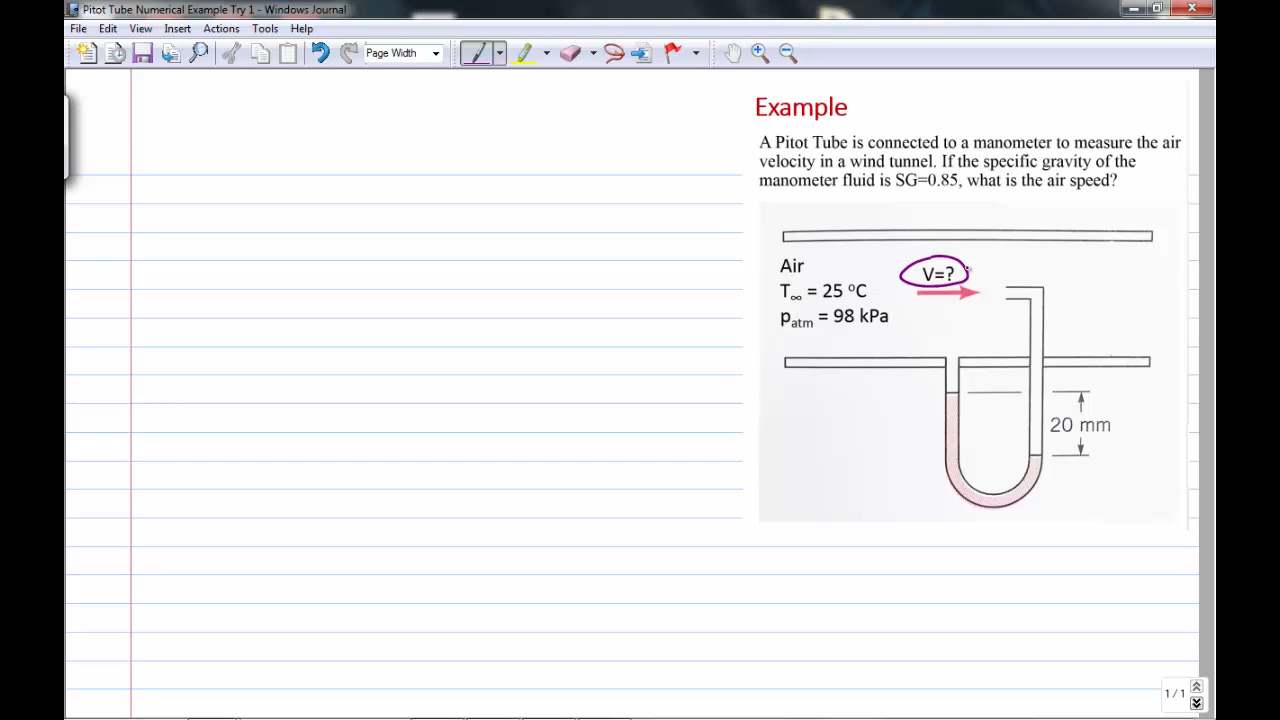 Pitot Tube Numerical Example Try 1 - Windows Journal
File Edit View Insert Actions Tools Help
Page Width
Example
A Pitot Tube is connected to a manometer to measure the air
velocity in a wind tunnel. If the specific gravity of the
manometer fluid is SG=0.85, what is the air speed?
Air
V=?
T∞ = 25 °C
patm = 98 kPa
20 mm
1 / 1